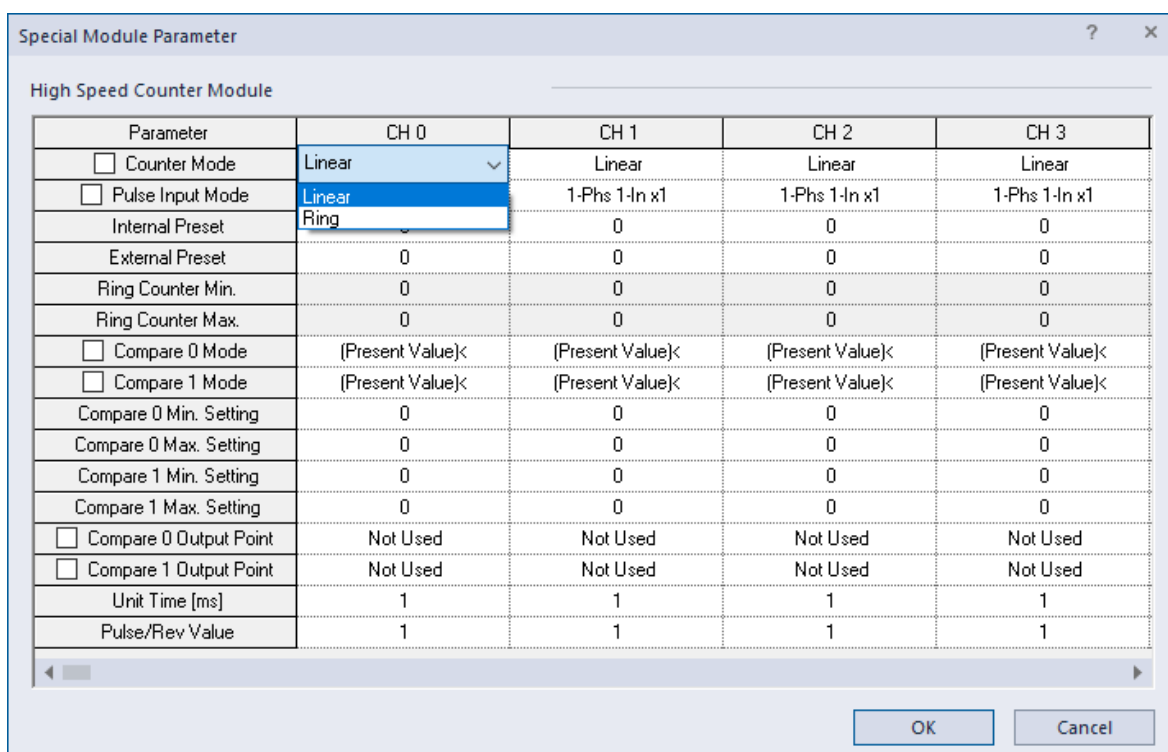 Special Module Parameter ? ×
High Speed Counter Module
Parameter CH 0 CH 1 CH 2 CH 3
Counter Mode Linear Linear Linear Linear
Pulse Input Mode Linear 1-Phs 1-In x1 1-Phs 1-In x1 1-Phs 1-In x1
Ring
Internal Preset 0 0 0
External Preset 0 0 0 0
Ring Counter Min. 0 0 0 0
Ring Counter Max. 0 0 0 0
Compare 0 Mode (Present Value)< (Present Value)< (Present Value)< (Present Value)<
Compare 1 Mode (Present Value)< (Present Value)< (Present Value)< (Present Value)<
Compare 0 Min. Setting 0 0 0 0
Compare 0 Max. Setting 0 0 0 0
Compare 1 Min. Setting 0 0 0 0
Compare 1 Max. Setting 0 0 0 0
Compare 0 Output Point Not Used Not Used Not Used Not Used
Compare 1 Output Point Not Used Not Used Not Used Not Used
Unit Time [ms] 1 1 1 1
Pulse/Rev Value 1 1 1 1
OK Cancel